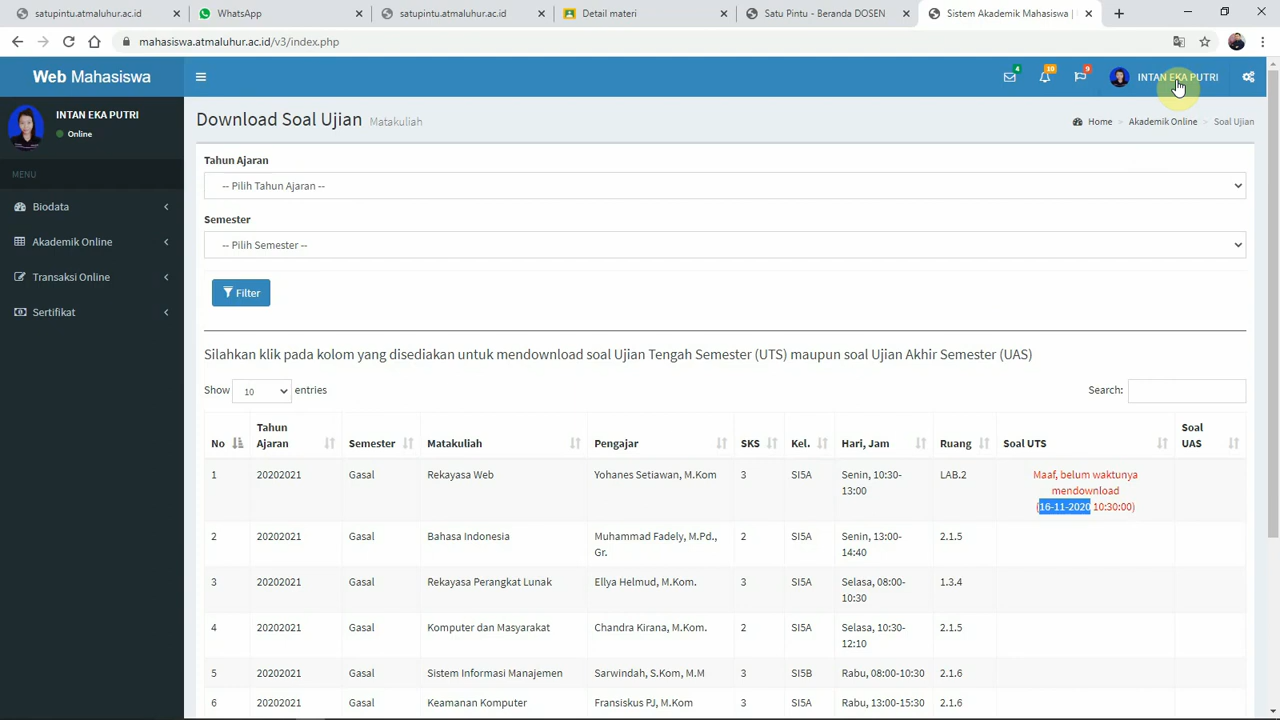 satupintu.atmaluhur.ac.id
WhatsApp
satupintu.atmaluhur.ac.id
Detail materi
Satu Pintu - Beranda DOSEN
Sistem Akademik Mahasiswa |
mahasiswa.atmaluhur.ac.id/v3/index.php
Web Mahasiswa
4
10
9
INTAN EKA PUTRI
INTAN EKA PUTRI
Online
MENU
Biodata
Akademik Online
Transaksi Online
Sertifikat
Download Soal Ujian Matakuliah
Home > Akademik Online > Soal Ujian
Tahun Ajaran
-- Pilih Tahun Ajaran --
Semester
-- Pilih Semester --
Filter
Silahkan klik pada kolom yang disediakan untuk mendownload soal Ujian Tengah Semester (UTS) maupun soal Ujian Akhir Semester (UAS)
Show 10 entries
Search:
No
Tahun
Ajaran
Semester
Matakuliah
Pengajar
SKS
Kel.
Hari, Jam
Ruang
Soal UTS
Soal
UAS
1
20202021
Gasal
Rekayasa Web
Yohanes Setiawan, M.Kom
3
SI5A
Senin, 10:30-
13:00
LAB.2
Maaf, belum waktunya
mendownload
(16-11-2020 10:30:00)
2
20202021
Gasal
Bahasa Indonesia
Muhammad Fadely, M.Pd.,
Gr.
2
SI5A
Senin, 13:00-
14:40
2.1.5
3
20202021
Gasal
Rekayasa Perangkat Lunak
Ellya Helmud, M.Kom.
3
SI5A
Selasa, 08:00-
10:30
1.3.4
4
20202021
Gasal
Komputer dan Masyarakat
Chandra Kirana, M.Kom.
2
SI5A
Selasa, 10:30-
12:10
2.1.5
5
20202021
Gasal
Sistem Informasi Manajemen
Sarwindah, S.Kom, M.M
3
SI5B
Rabu, 08:00-10:30
2.1.6
6
20202021
Gasal
Keamanan Komputer
Fransiskus PJ, M.Kom
3
SI5A
Rabu, 13:00-15:30
2.1.6